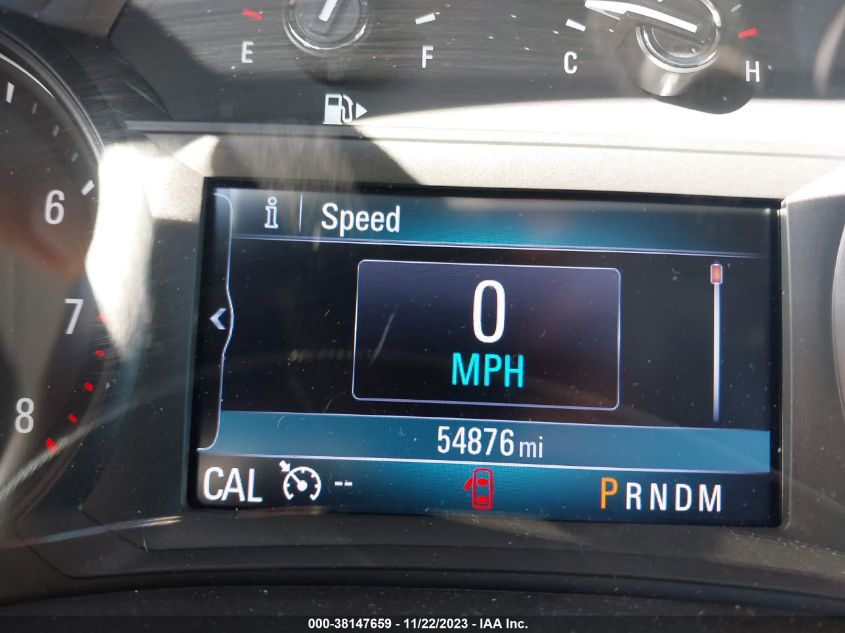 E F C H
6
7
8
i Speed
0
MPH
54876 mi
CAL -- PRNDM
000-38147659 - 11/22/2023 - IAA Inc.